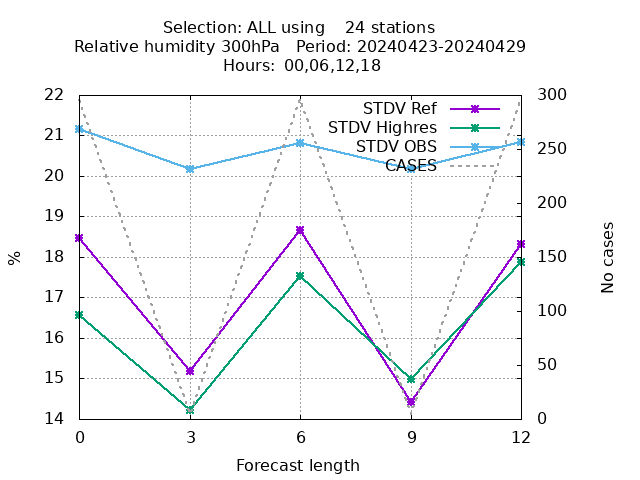 Selection: ALL using    24 stations
Relative humidity 300hPa   Period: 20240423-20240429
Hours: 00,06,12,18
22
21
20
19
18
17
16
15
14
%
300
250
200
150
100
50
0
No cases
STDV Ref
STDV Highres
STDV OBS
CASES
0 3 6 9 12
Forecast length